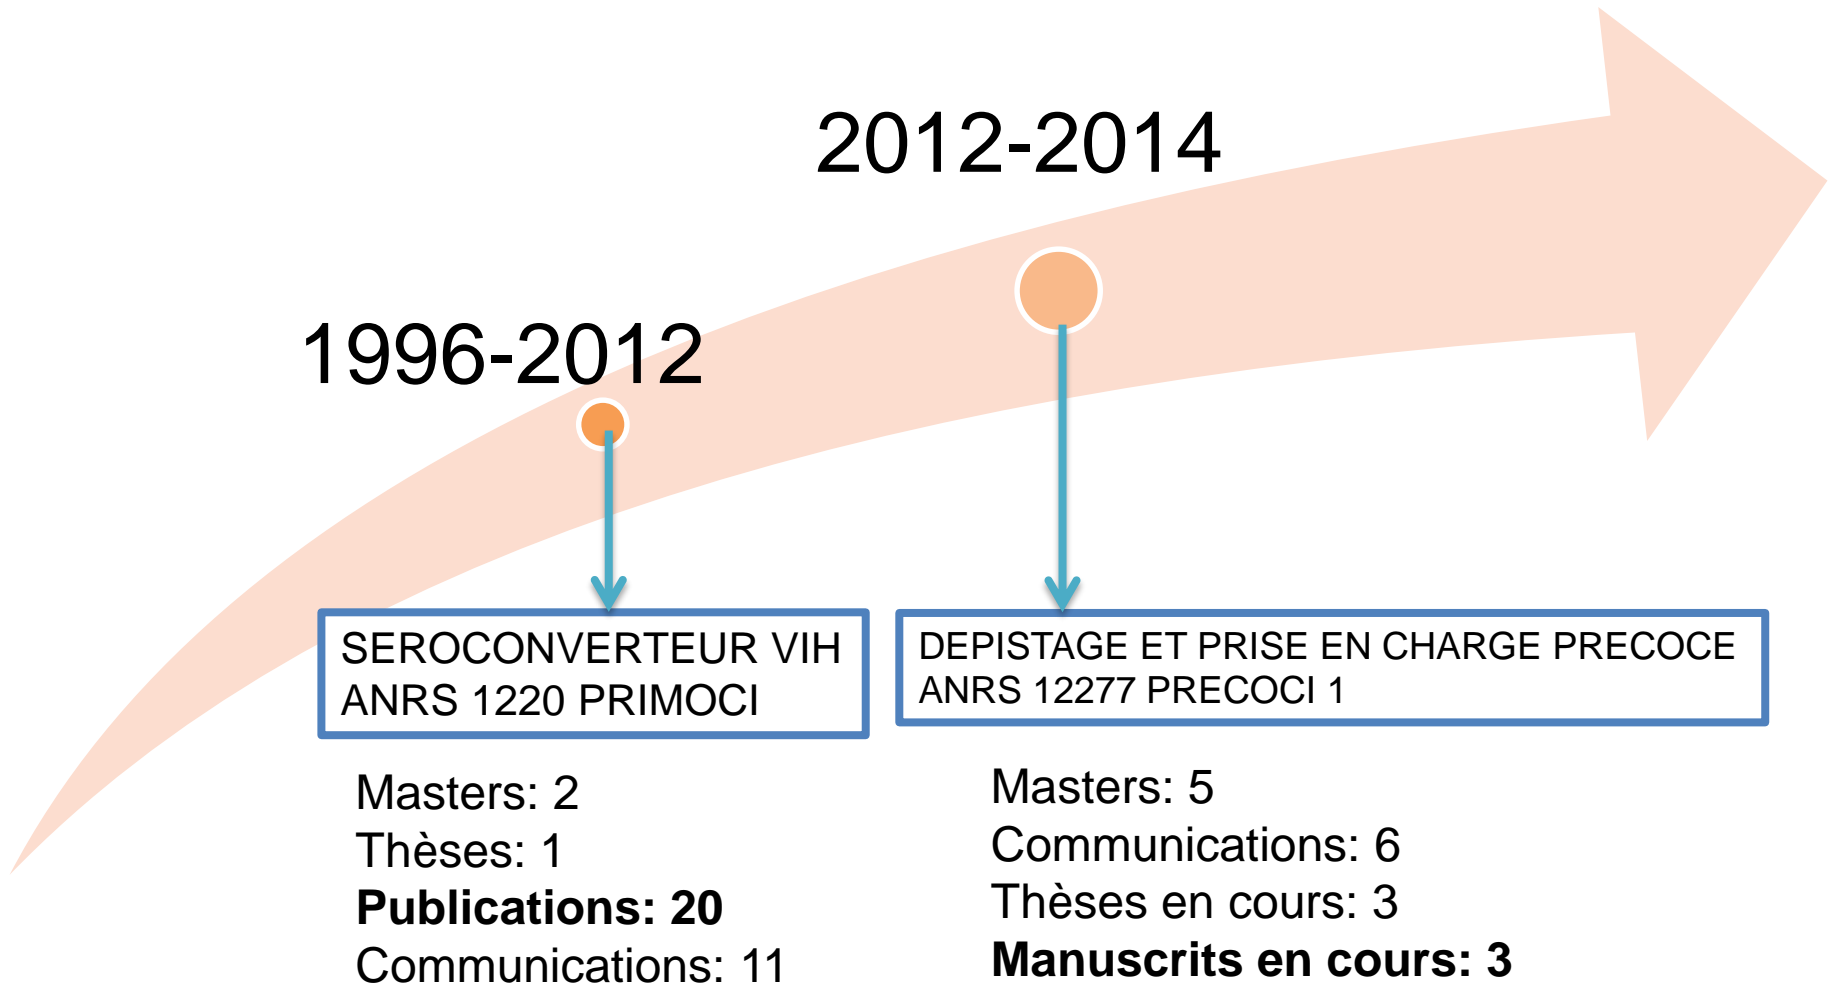 2012-2014
1996-2012
SEROCONVERTEUR VIH
ANRS 1220 PRIMOCI
DEPISTAGE ET PRISE EN CHARGE PRECOCE
ANRS 12277 PRECOCI 1
Masters: 2
Thèses: 1
Publications: 20
Communications: 11
Masters: 5
Communications: 6
Thèses en cours: 3
Manuscrits en cours: 3